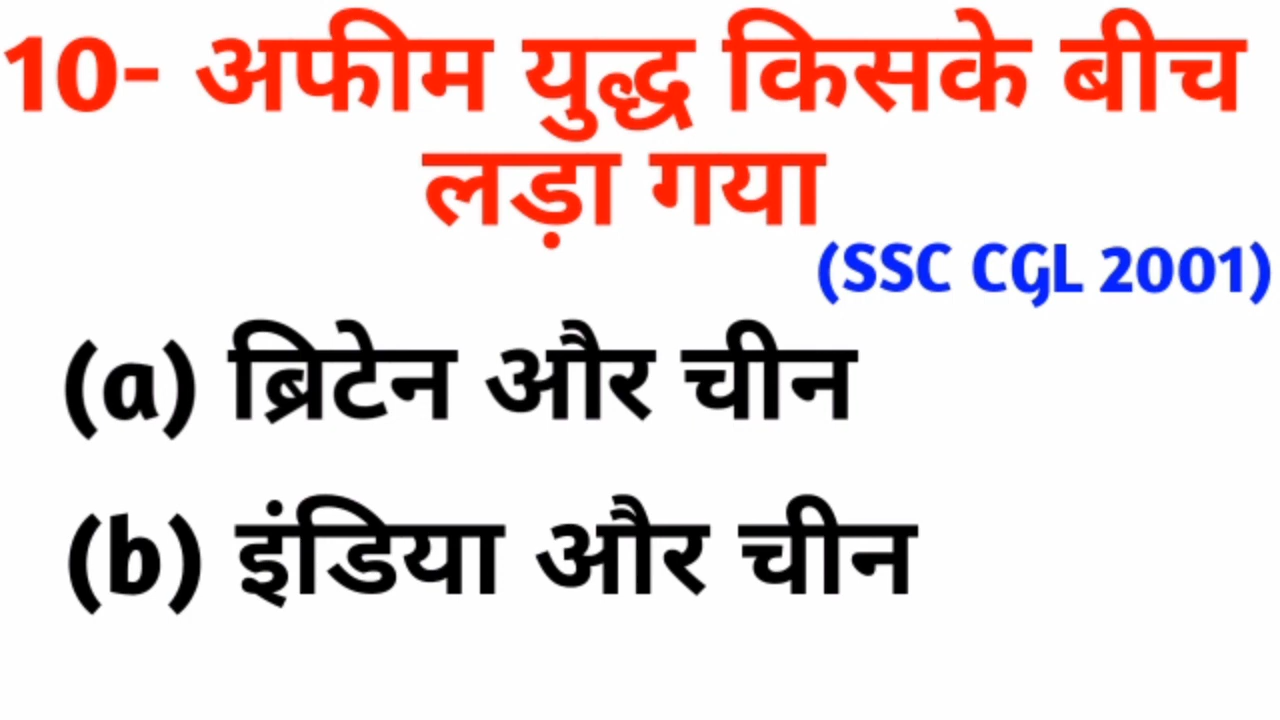 10- अफीम युद्ध किसके बीच
लड़ा गया
(SSC CGL 2001)
(a) ब्रिटेन और चीन
(b) इंडिया और चीन